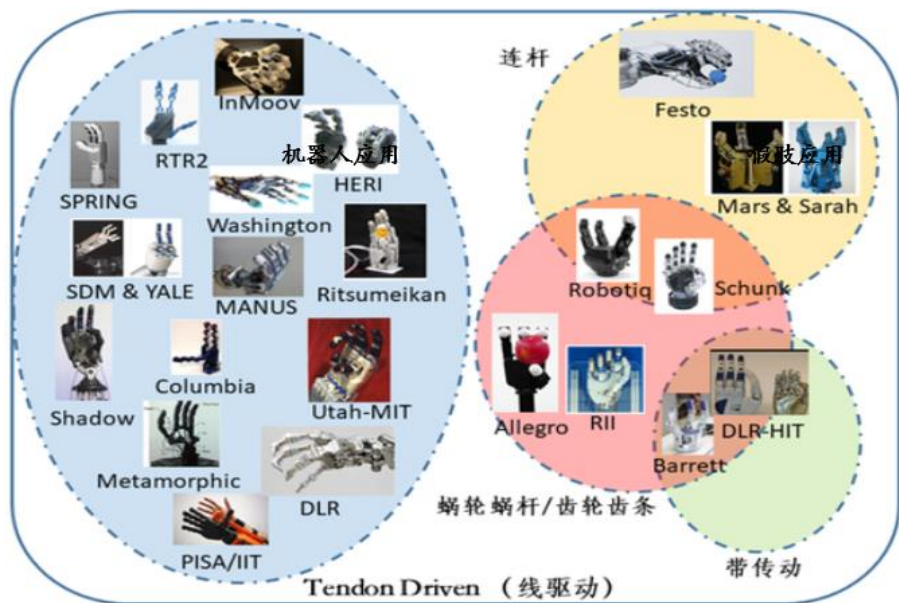 连杆
Festo
InMoov
RTR2
机器人应用
HERI
假肢应用
Mars & Sarah
SPRING
Washington
SDM & YALE
MANUS
Ritsumeikan
Robotiq
Schunk
Columbia
Shadow
Utah-MIT
Allegro
RII
DLR-HIT
Barrett
Metamorphic
DLR
蜗轮蜗杆/齿轮齿条
PISA/IIT
带传动
Tendon Driven （线驱动）